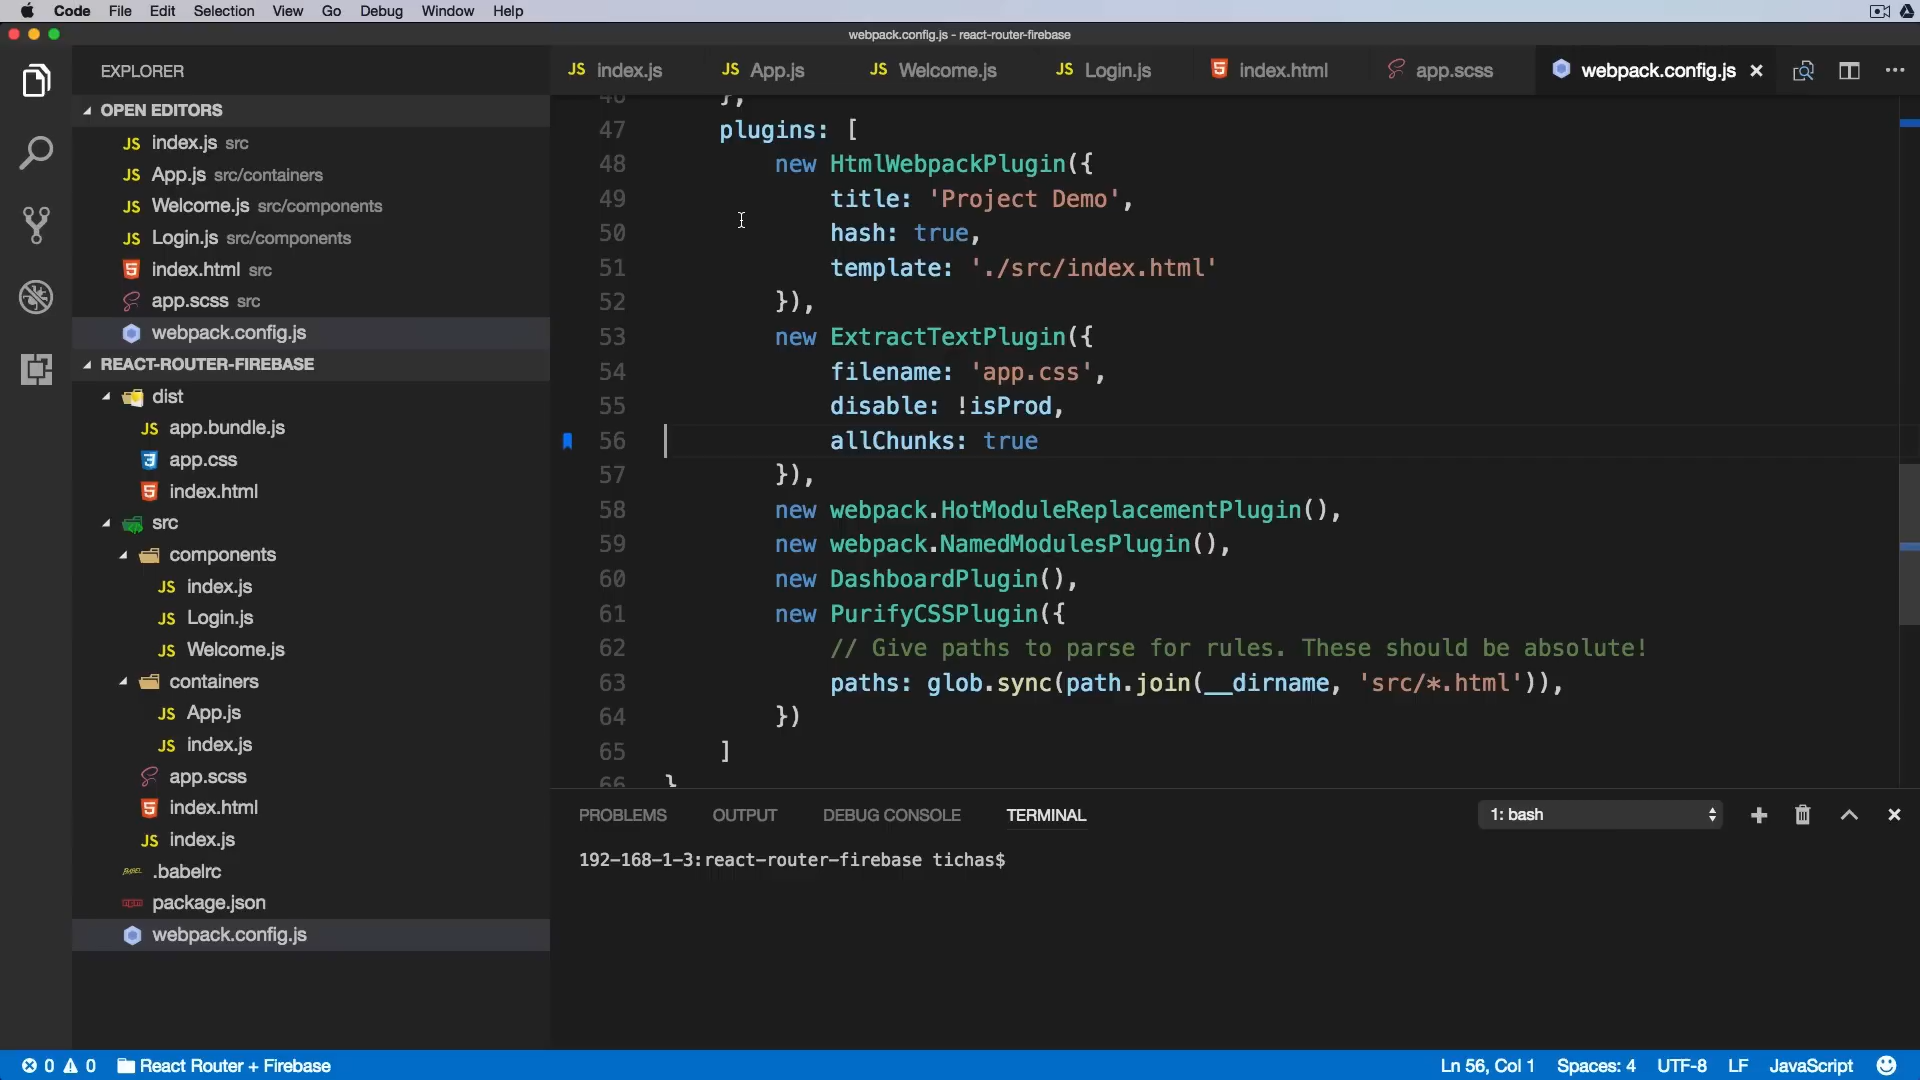 Code File Edit Selection View Go Debug Window Help
webpack.config.js - react-router-firebase
EXPLORER
OPEN EDITORS
JS index.js src
JS App.js src/containers
JS Welcome.js src/components
JS Login.js src/components
index.html src
app.scss src
webpack.config.js
REACT-ROUTER-FIREBASE
dist
JS app.bundle.js
app.css
index.html
src
components
JS index.js
JS Login.js
JS Welcome.js
containers
JS App.js
JS index.js
app.scss
index.html
JS index.js
.babelrc
package.json
webpack.config.js
JS index.js JS App.js JS Welcome.js JS Login.js index.html app.scss webpack.config.js
46 },
47 plugins: [
48 new HtmlWebpackPlugin({
49 title: 'Project Demo',
50 hash: true,
51 template: './src/index.html'
52 }),
53 new ExtractTextPlugin({
54 filename: 'app.css',
55 disable: !isProd,
56 allChunks: true
57 }),
58 new webpack.HotModuleReplacementPlugin(),
59 new webpack.NamedModulesPlugin(),
60 new DashboardPlugin(),
61 new PurifyCSSPlugin({
62 // Give paths to parse for rules. These should be absolute!
63 paths: glob.sync(path.join(__dirname, 'src/*.html')),
64 })
65 ]
66 }
PROBLEMS OUTPUT DEBUG CONSOLE TERMINAL 1: bash
192-168-1-3:react-router-firebase tichas$
0 0 React Router + Firebase Ln 56, Col 1 Spaces: 4 UTF-8 LF JavaScript